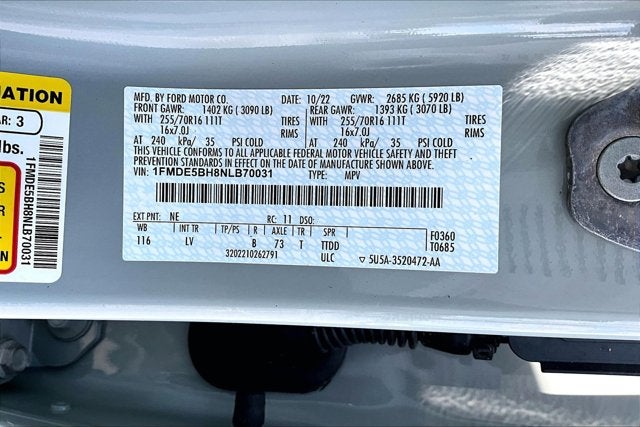 MFD. BY FORD MOTOR CO. DATE: 10/22 GVWR: 2685 KG ( 5920 LB)
FRONT GAWR: 1402 KG ( 3090 LB) REAR GAWR: 1393 KG ( 3070 LB)
WITH 255/70R16 111T TIRES WITH 255/70R16 111T TIRES
16x7.0J RIMS 16x7.0J RIMS
AT 240 kPa/ 35 PSI COLD AT 240 kPa/ 35 PSI COLD
THIS VEHICLE CONFORMS TO ALL APPLICABLE FEDERAL MOTOR VEHICLE SAFETY AND THEFT
PREVENTION STANDARDS IN EFFECT ON THE DATE OF MANUFACTURE SHOWN ABOVE.
VIN: 1FMDE5BH8NLB70031 TYPE: MPV
EXT PNT: NE RC: 11 DSO:
WB INT TR TP/PS R AXLE TR SPR F0360
116 LV B 73 T TTDD T0685
3202210262791 ULC 5U5A-3520472-AA
MATION
AR: 3
lbs.
1FMDE5BH8NLB70031